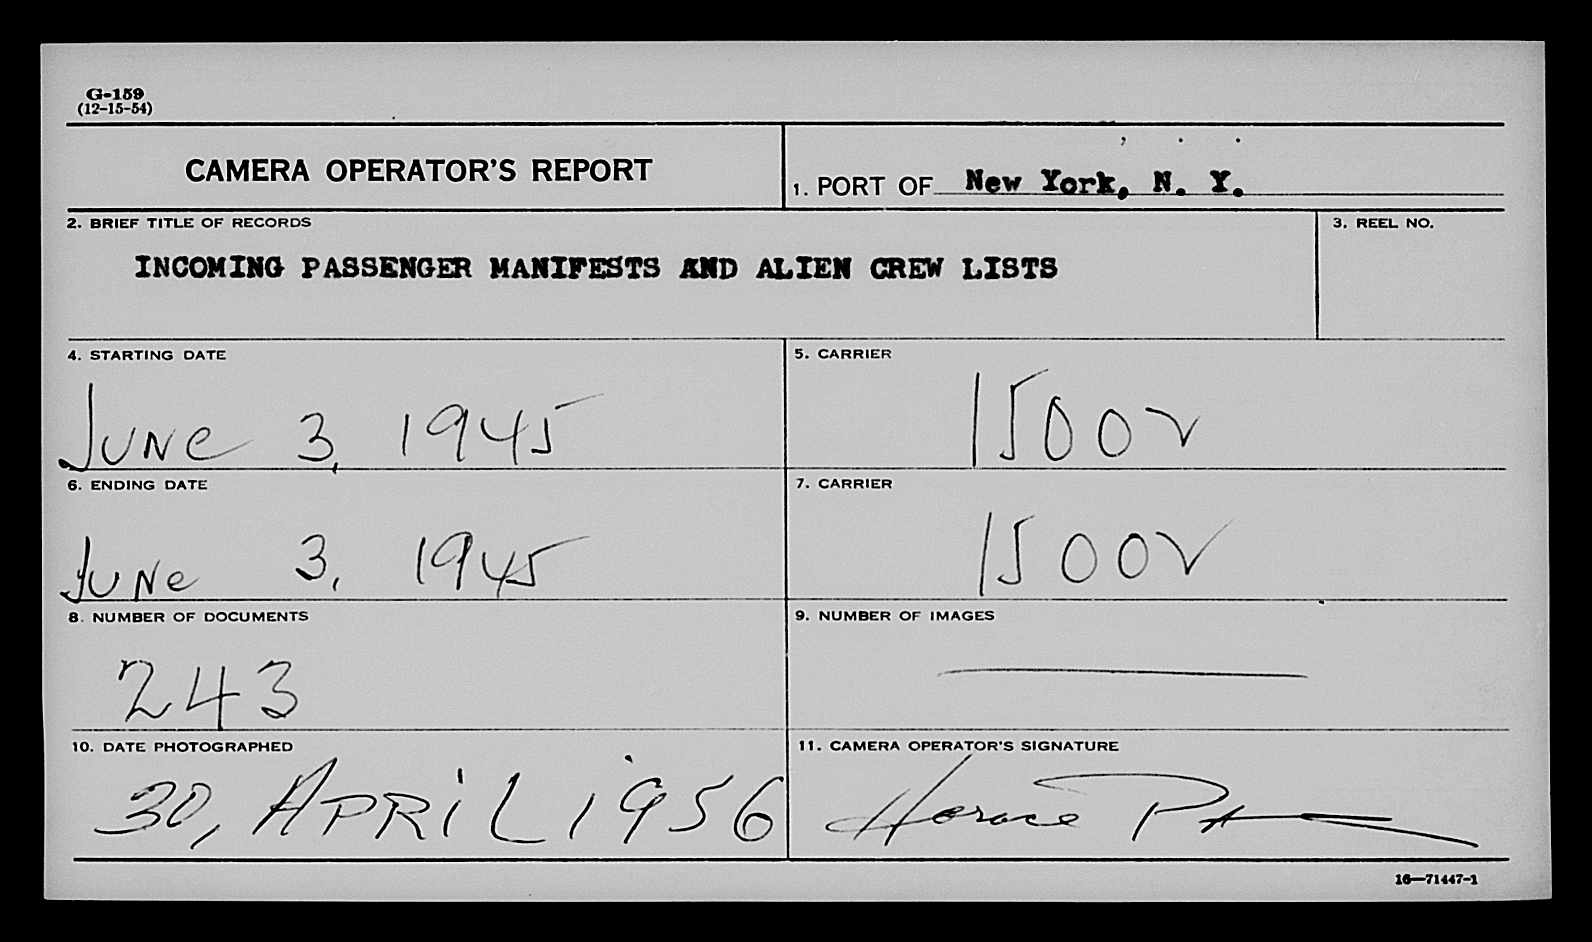 G-159
(12-15-54)
CAMERA OPERATOR'S REPORT
1. PORT OF New York, N. Y.
2. BRIEF TITLE OF RECORDS
3. REEL NO.
INCOMING PASSENGER MANIFESTS AND ALIEN CREW LISTS
4. STARTING DATE
5. CARRIER
June 3, 1945
1500V
6. ENDING DATE
7. CARRIER
June 3, 1945
1500V
8. NUMBER OF DOCUMENTS
9. NUMBER OF IMAGES
243
10. DATE PHOTOGRAPHED
11. CAMERA OPERATOR'S SIGNATURE
30, APRIL 1956
Horace
16—71447-1